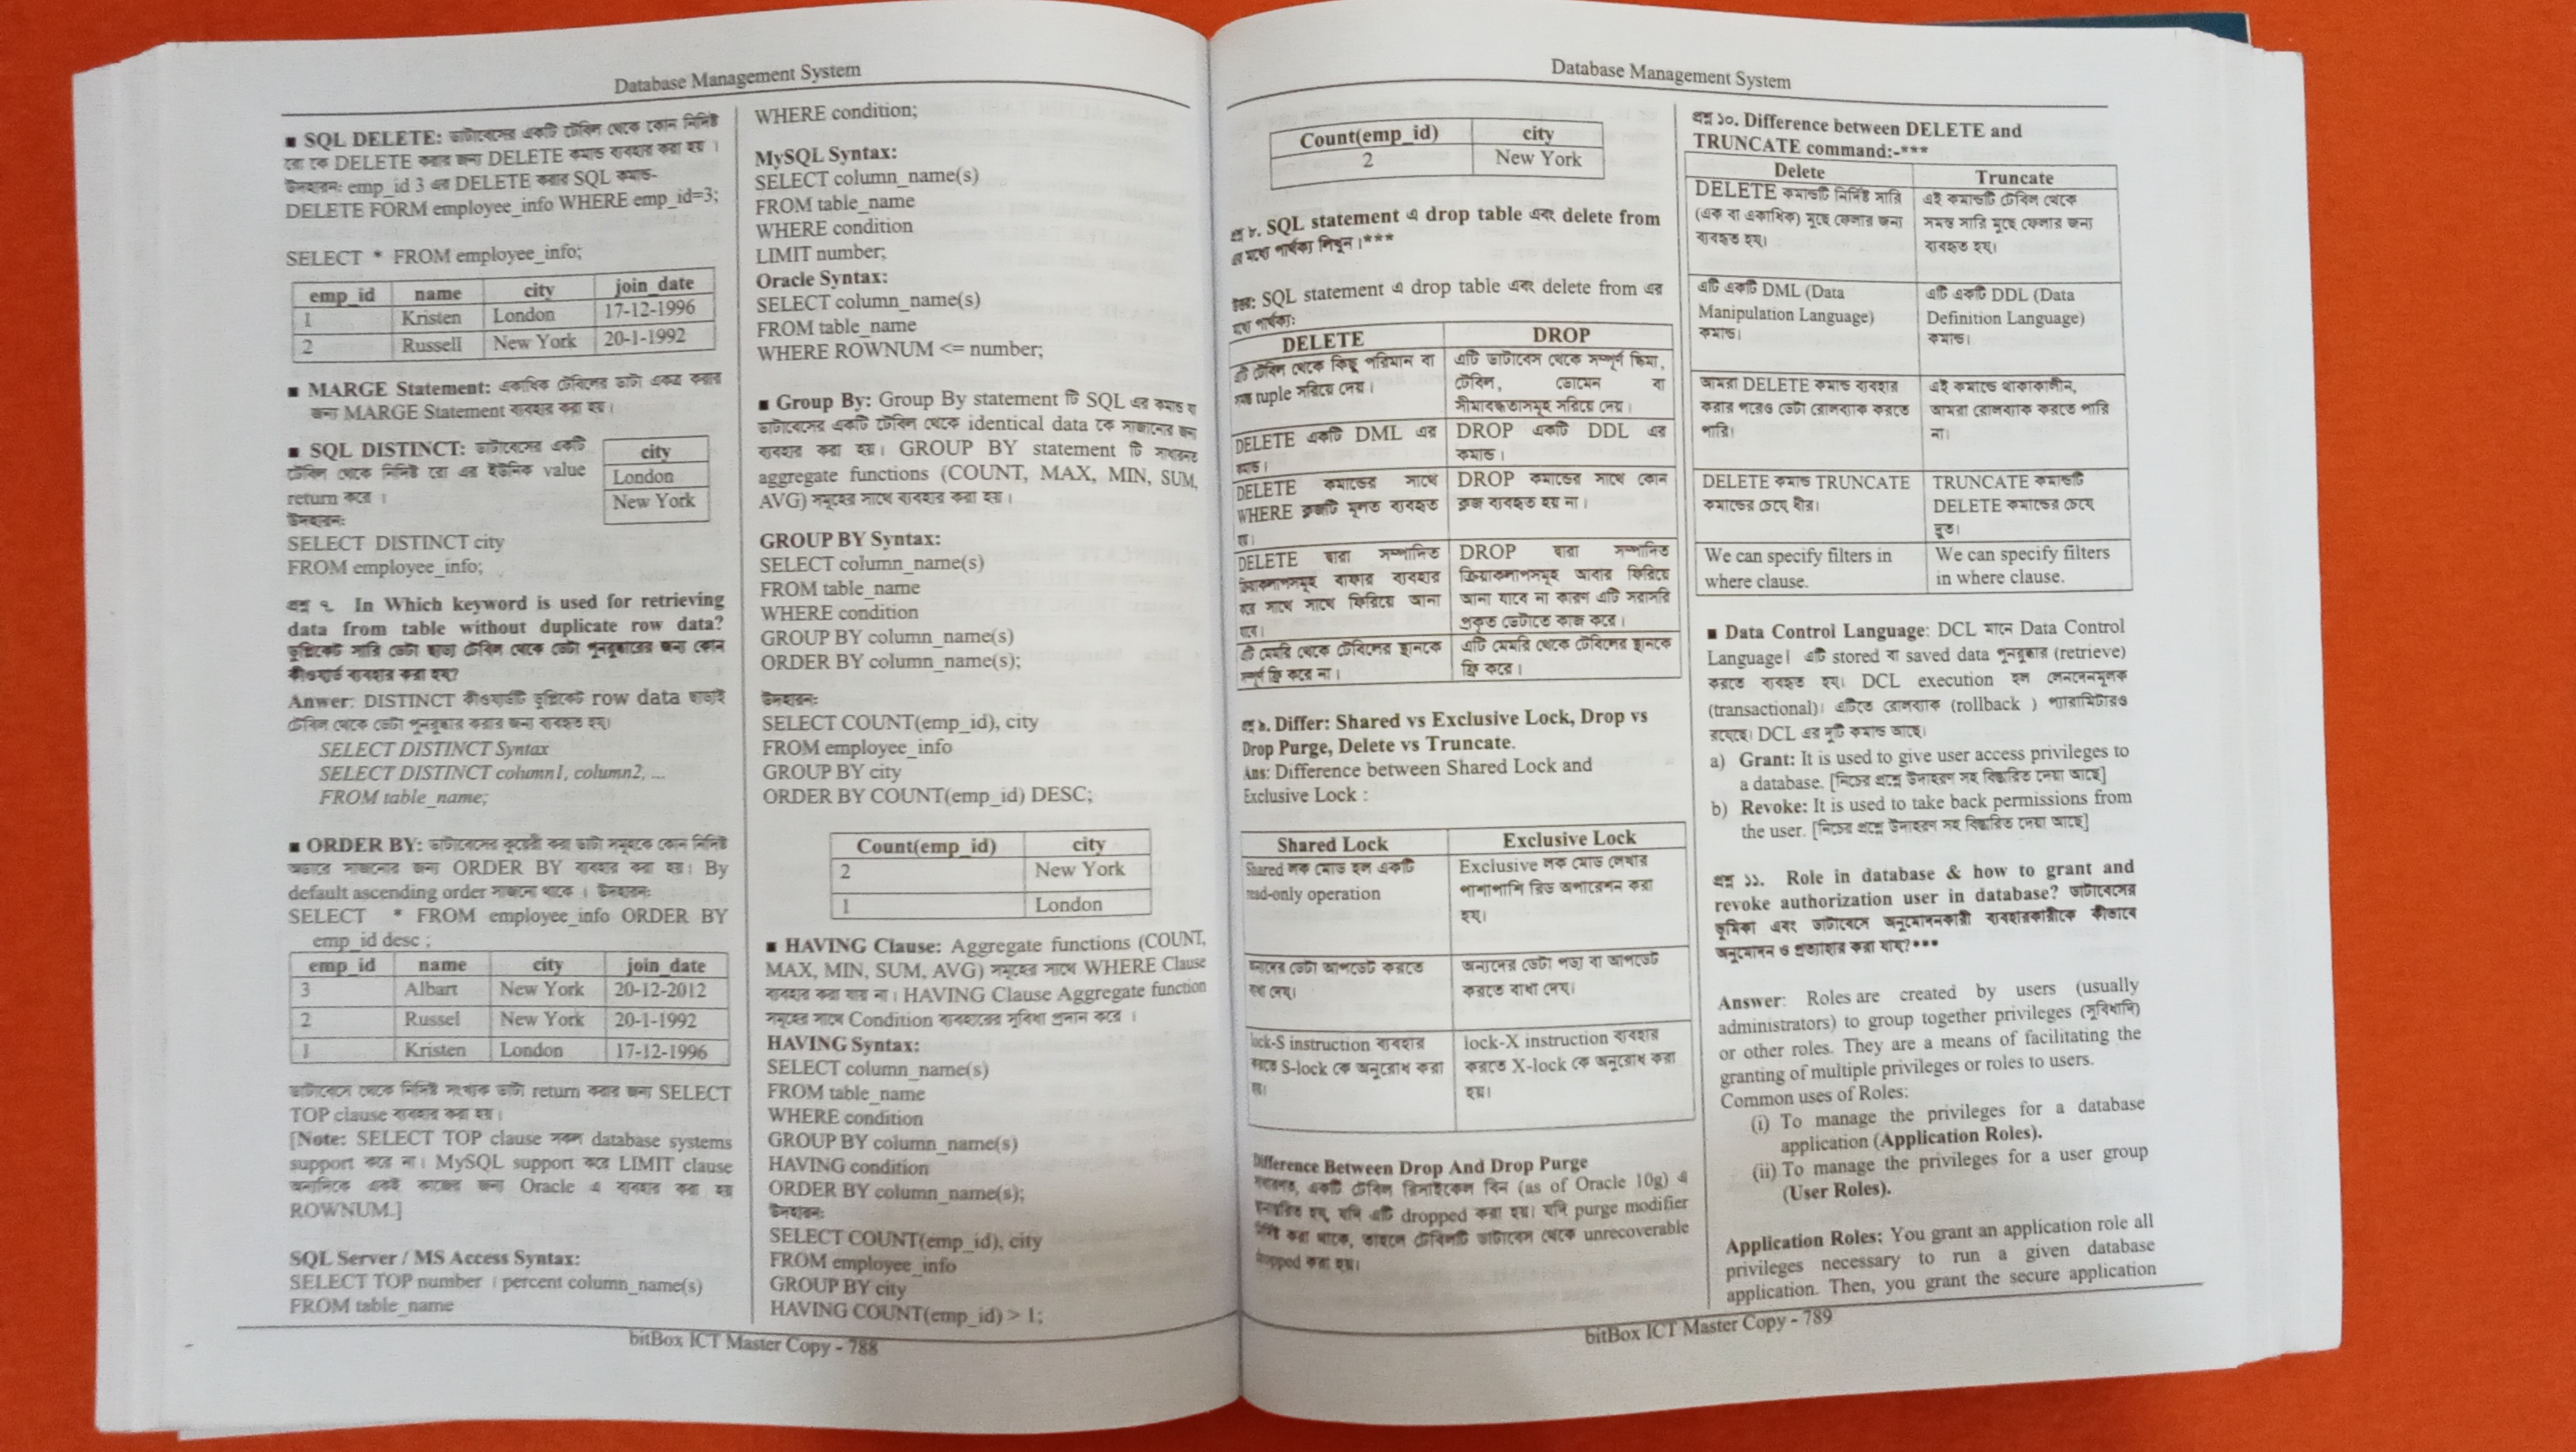 Database Management System
■ SQL DELETE: ডাটাবেসের একটি টেবিল থেকে কোন নির্দিষ্ট
রো কে DELETE করার জন্য DELETE কমান্ড ব্যবহার করা হয় ।
উদাহরন: emp_id 3 এর DELETE করার SQL কমান্ড-
DELETE FORM employee_info WHERE emp_id=3;
SELECT * FROM employee_info;
emp_id name city join_date
1 Kristen London 17-12-1996
2 Russell New York 20-1-1992
■ MARGE Statement: একাধিক টেবিলের ডাটা একত্র করার
জন্য MARGE Statement ব্যবহার করা হয় ।
■ SQL DISTINCT: ডাটাবেসের একটি
টেবিল থেকে নির্দিষ্ট রো এর ইউনিক value
return করে ।
উদাহরন:
SELECT DISTINCT city
FROM employee_info;
city
London
New York
প্রশ্ন ৭. In Which keyword is used for retrieving
data from table without duplicate row data?
ডুপ্লিকেট সারি ডেটা ছাড়া টেবিল থেকে ডেটা পুনরুদ্ধারের জন্য কোন
কীওয়ার্ড ব্যবহার করা হয়?
Anwer: DISTINCT কীওয়ার্ডটি ডুপ্লিকেট row data ছাড়াই
টেবিল থেকে ডেটা পুনরুদ্ধার করার জন্য ব্যবহৃত হয়।
SELECT DISTINCT Syntax
SELECT DISTINCT column1, column2, ...
FROM table_name;
■ ORDER BY: ডাটাবেসের কুয়েরী করা ডাটা সমূহকে কোন নির্দিষ্ট
অর্ডারে সাজানোর জন্য ORDER BY ব্যবহার করা হয়। By
default ascending order সাজানো থাকে । উদাহরন:
SELECT * FROM employee_info ORDER BY
emp_id desc ;
emp_id name city join_date
3 Albart New York 20-12-2012
2 Russel New York 20-1-1992
1 Kristen London 17-12-1996
ডাটাবেসে থেকে নির্দিষ্ট সংখ্যক ডাটা return করার জন্য SELECT
TOP clause ব্যবহার করা হয় ।
[Note: SELECT TOP clause সকল database systems
support করে না। MySQL support করে LIMIT clause
অন্যদিকে একই কাজের জন্য Oracle এ ব্যবহার করা হয়
ROWNUM.]
SQL Server / MS Access Syntax:
SELECT TOP number | percent column_name(s)
FROM table_name
WHERE condition;
MySQL Syntax:
SELECT column_name(s)
FROM table_name
WHERE condition
LIMIT number;
Oracle Syntax:
SELECT column_name(s)
FROM table_name
WHERE ROWNUM <= number;
■ Group By: Group By statement টি SQL এর কমান্ড যা
ডাটাবেসের একটি টেবিল থেকে identical data কে সাজানোর জন্য
ব্যবহার করা হয়। GROUP BY statement টি সাধারনত
aggregate functions (COUNT, MAX, MIN, SUM,
AVG) সমূহের সাথে ব্যবহার করা হয় ।
GROUP BY Syntax:
SELECT column_name(s)
FROM table_name
WHERE condition
GROUP BY column_name(s)
ORDER BY column_name(s);
উদাহরন:
SELECT COUNT(emp_id), city
FROM employee_info
GROUP BY city
ORDER BY COUNT(emp_id) DESC;
Count(emp_id) city
2 New York
1 London
■ HAVING Clause: Aggregate functions (COUNT,
MAX, MIN, SUM, AVG) সমূহের সাথে WHERE Clause
ব্যবহার করা যায় না । HAVING Clause Aggregate function
সমূহের সাথে Condition ব্যবহারের সুবিধা প্রদান করে ।
HAVING Syntax:
SELECT column_name(s)
FROM table_name
WHERE condition
GROUP BY column_name(s)
HAVING condition
ORDER BY column_name(s);
উদাহরন:
SELECT COUNT(emp_id), city
FROM employee_info
GROUP BY city
HAVING COUNT(emp_id) > 1;
bitBox ICT Master Copy - 788
Database Management System
Count(emp_id) city
2 New York
প্রশ্ন ৮. SQL statement এ drop table এবং delete from
এর মধ্যে পার্থক্য লিখুন।***
উত্তর: SQL statement এ drop table এবং delete from এর
মধ্যে পার্থক্য:
DELETE DROP
টেবিল থেকে কিছু পরিমান বা এটি ডাটাবেস থেকে সম্পূর্ণ স্কিমা,
tuple সরিয়ে দেয় । টেবিল, ডোমেন বা
সীমাবদ্ধতাসমূহ সরিয়ে দেয় ।
DELETE একটি DML এর DROP একটি DDL এর
কমান্ড । কমান্ড ।
DELETE কমান্ডের সাথে DROP কমান্ডের সাথে কোন
WHERE ক্লজটি মূলত ব্যবহৃত ক্লজ ব্যবহৃত হয় না ।
হয়।
DELETE দ্বারা সম্পাদিত DROP দ্বারা সম্পাদিত
ক্রিয়াকলাপসমূহ বাফার ব্যবহার ক্রিয়াকলাপসমূহ আবার ফিরিয়ে
সাথে সাথে ফিরিয়ে আনা আনা যাবে না কারণ এটি সরাসরি
যাবে। প্রকৃত ডেটাতে কাজ করে ।
মেমরি থেকে টেবিলের স্থানকে এটি মেমরি থেকে টেবিলের স্থানকে
সম্পূর্ণ ফ্রি করে না । ফ্রি করে ।
প্রশ্ন ৯. Differ: Shared vs Exclusive Lock, Drop vs
Drop Purge, Delete vs Truncate.
Ans: Difference between Shared Lock and
Exclusive Lock :
Shared Lock Exclusive Lock
Shared লক মোড হল একটি Exclusive লক মোড লেখার
read-only operation পাশাপাশি রিড অপারেশন করা
হয়।
অন্যদের ডেটা আপডেট করতে অন্যদের ডেটা পড়া বা আপডেট
বাধা দেয়। করতে বাধা দেয়।
lock-S instruction ব্যবহার lock-X instruction ব্যবহার
করতে S-lock কে অনুরোধ করা করতে X-lock কে অনুরোধ করা
হয়। হয়।
Difference Between Drop And Drop Purge
সাধারনত, একটি টেবিল রিসাইকেল বিন (as of Oracle 10g) এ
স্থানান্তরিত হয়, যদি এটি dropped করা হয়। যদি purge modifier
নির্দিষ্ট করা থাকে, তাহলে টেবিলটি ডাটাবেস থেকে unrecoverable
dropped করা হয়।
প্রশ্ন ১০. Difference between DELETE and
TRUNCATE command:-***
Delete Truncate
DELETE কমান্ডটি নির্দিষ্ট সারি এই কমান্ডটি টেবিল থেকে
(এক বা একাধিক) মুছে ফেলার জন্য সমস্ত সারি মুছে ফেলার জন্য
ব্যবহৃত হয়। ব্যবহৃত হয়।
এটি একটি DML (Data এটি একটি DDL (Data
Manipulation Language) Definition Language)
কমান্ড। কমান্ড।
আমরা DELETE কমান্ড ব্যবহার এই কমান্ডে থাকাকালীন,
করার পরেও ডেটা রোলব্যাক করতে আমরা রোলব্যাক করতে পারি
পারি। না।
DELETE কমান্ড TRUNCATE TRUNCATE কমান্ডটি
কমান্ডের চেয়ে ধীর। DELETE কমান্ডের চেয়ে
দ্রুত।
We can specify filters in We can specify filters
where clause. in where clause.
■ Data Control Language: DCL মানে Data Control
Language। এটি stored বা saved data পুনরুদ্ধার (retrieve)
করতে ব্যবহৃত হয়। DCL execution হল লেনদেনমূলক
(transactional)। এটিতে রোলব্যাক (rollback ) প্যারামিটারও
রয়েছে। DCL এর দুটি কমান্ড আছে।
a) Grant: It is used to give user access privileges to
a database. [নিচের প্রশ্নে উদাহরণ সহ বিস্তারিত দেয়া আছে]
b) Revoke: It is used to take back permissions from
the user. [নিচের প্রশ্নে উদাহরণ সহ বিস্তারিত দেয়া আছে]
প্রশ্ন ১১. Role in database & how to grant and
revoke authorization user in database? ডাটাবেসের
ভূমিকা এবং ডাটাবেসে অনুমোদনকারী ব্যবহারকারীকে কীভাবে
অনুমোদন ও প্রত্যাহার করা যায়?***
Answer: Roles are created by users (usually
administrators) to group together privileges (সুবিধাদি)
or other roles. They are a means of facilitating the
granting of multiple privileges or roles to users.
Common uses of Roles:
(i) To manage the privileges for a database
application (Application Roles).
(ii) To manage the privileges for a user group
(User Roles).
Application Roles: You grant an application role all
privileges necessary to run a given database
application. Then, you grant the secure application
bitBox ICT Master Copy - 789